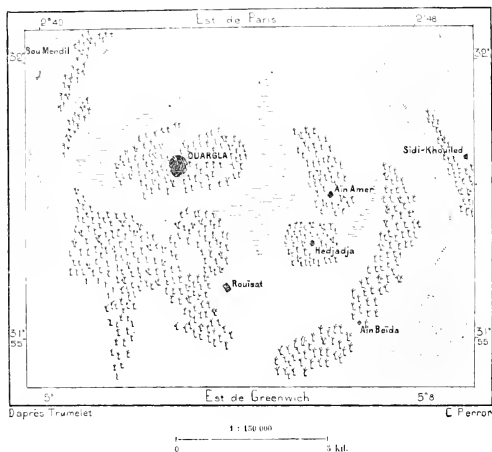 Est de Paris
2°40 2°48
32° 32°
Bou Mendil
Sidi-Khouiled
OUARGLA
Aïn Amer
Hedjadja
Rouïsat
Aïn Beïda
31° 55' 31° 55'
5° Est de Greenwich 5°8
D'après Trumelet C. Perron
1 : 150 000
0 5 kil.